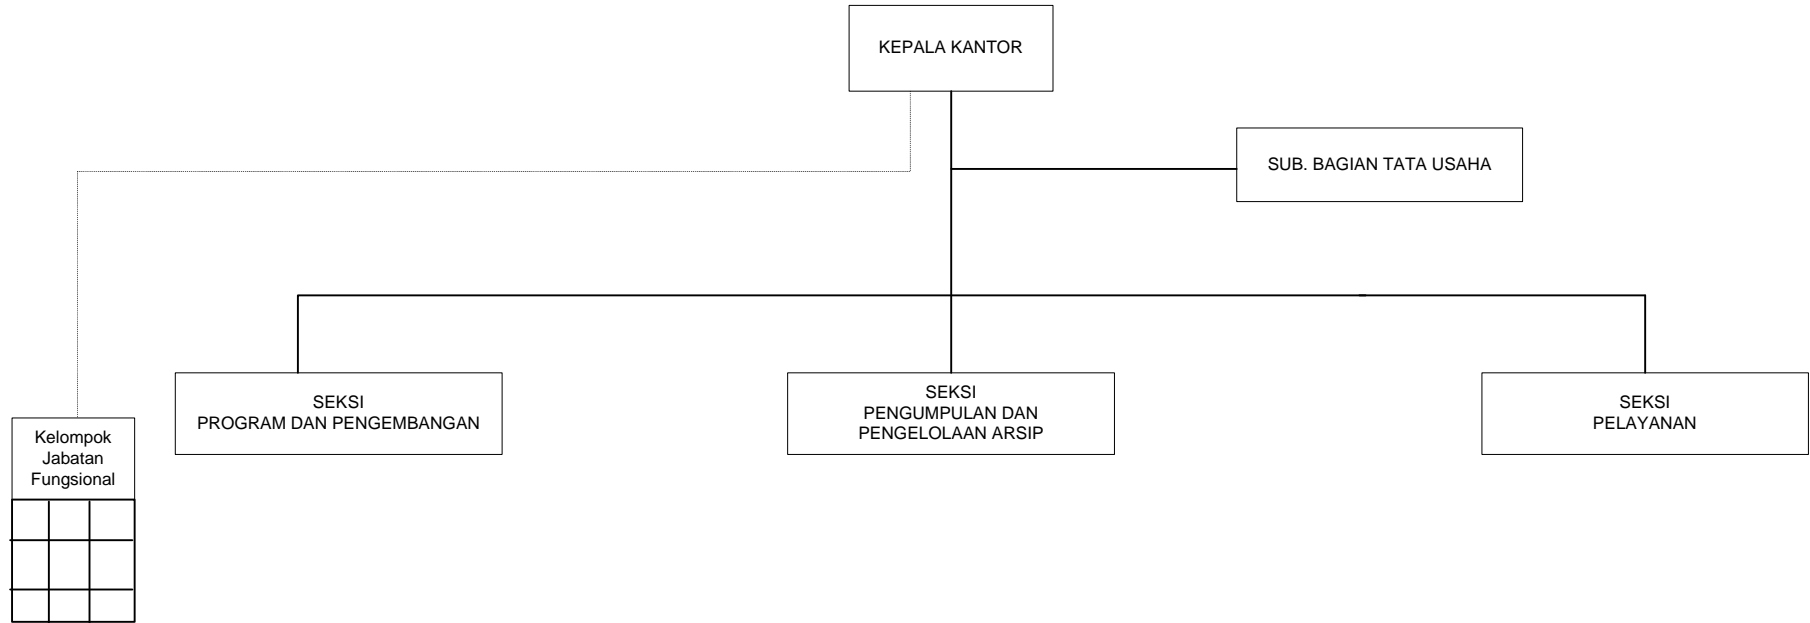 KEPALA KANTOR
SUB. BAGIAN TATA USAHA
SEKSI
PROGRAM DAN PENGEMBANGAN
SEKSI
PENGUMPULAN DAN
PENGELOLAAN ARSIP
SEKSI
PELAYANAN
Kelompok
Jabatan
Fungsional